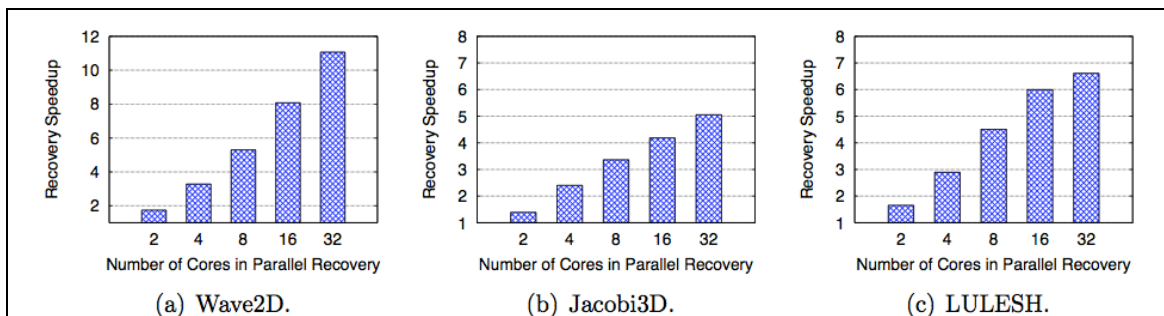 12
10
8
6
4
2
Recovery Speedup
2 4 8 16 32
Number of Cores in Parallel Recovery
(a) Wave2D.
8
7
6
5
4
3
2
1
Recovery Speedup
2 4 8 16 32
Number of Cores in Parallel Recovery
(b) Jacobi3D.
8
7
6
5
4
3
2
1
Recovery Speedup
2 4 8 16 32
Number of Cores in Parallel Recovery
(c) LULESH.